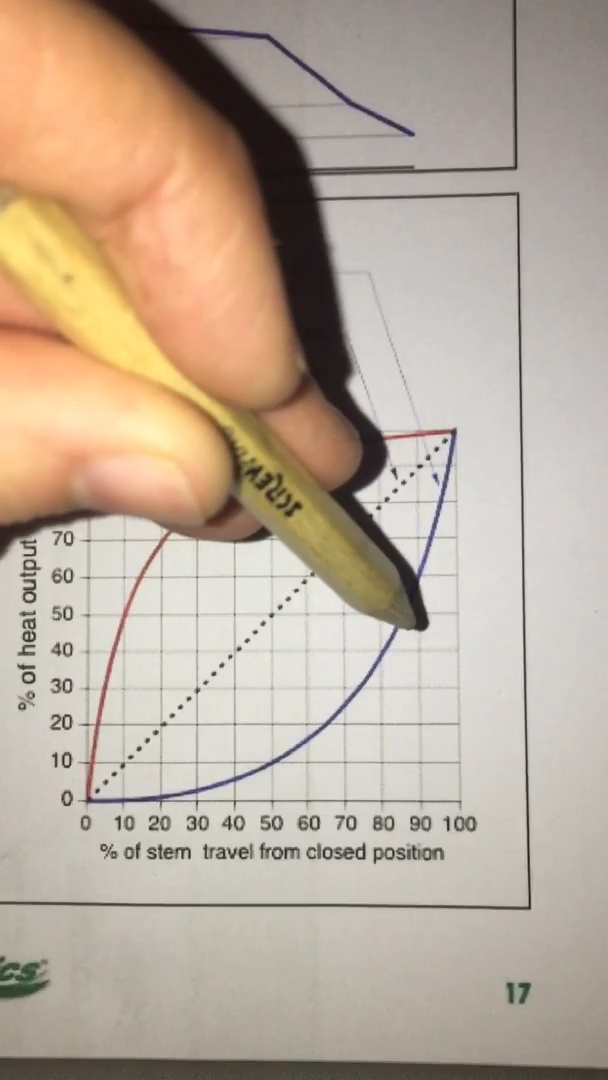 % of heat output
70
60
50
40
30
20
10
0
0 10 20 30 40 50 60 70 80 90 100
% of stem travel from closed position
cs
17